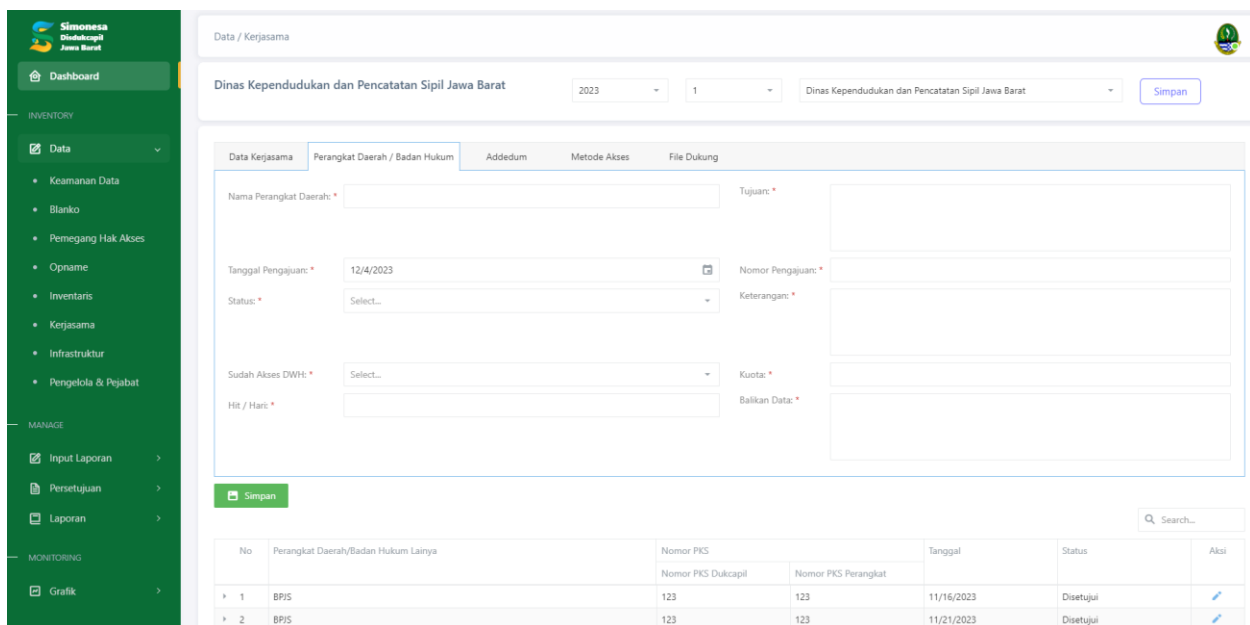 Simonesa
Disdukcapil
Jawa Barat
Dashboard
INVENTORY
Data
Keamanan Data
Blanko
Pemegang Hak Akses
Opname
Inventaris
Kerjasama
Infrastruktur
Pengelola & Pejabat
MANAGE
Input Laporan
Persetujuan
Laporan
MONITORING
Grafik
Data / Kerjasama
Dinas Kependudukan dan Pencatatan Sipil Jawa Barat 2023 1 Dinas Kependudukan dan Pencatatan Sipil Jawa Barat Simpan
Data Kerjasama Perangkat Daerah / Badan Hukum Addedum Metode Akses File Dukung
Nama Perangkat Daerah: * Tujuan: *
Tanggal Pengajuan: * 12/4/2023 Nomor Pengajuan: *
Status: * Select... Keterangan: *
Sudah Akses DWH: * Select... Kuota: *
Hit / Hari: * Balikan Data: *
Simpan
Search...
No Perangkat Daerah/Badan Hukum Lainya Nomor PKS Tanggal Status Aksi
Nomor PKS Dukcapil Nomor PKS Perangkat
1 BPJS 123 123 11/16/2023 Disetujui
2 BPJS 123 123 11/21/2023 Disetujui